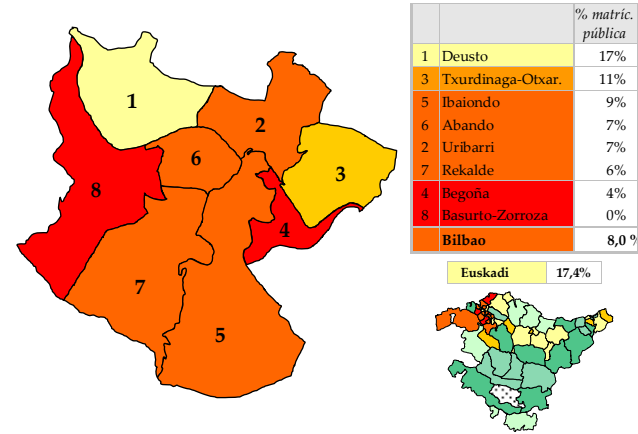 % matríc.
pública
1 Deusto 17%
3 Txurdinaga-Otxar. 11%
5 Ibaiondo 9%
6 Abando 7%
2 Uribarri 7%
7 Rekalde 6%
4 Begoña 4%
8 Basurto-Zorroza 0%
Bilbao 8,0 %
Euskadi 17,4%
1
2
6
3
8
4
7
5